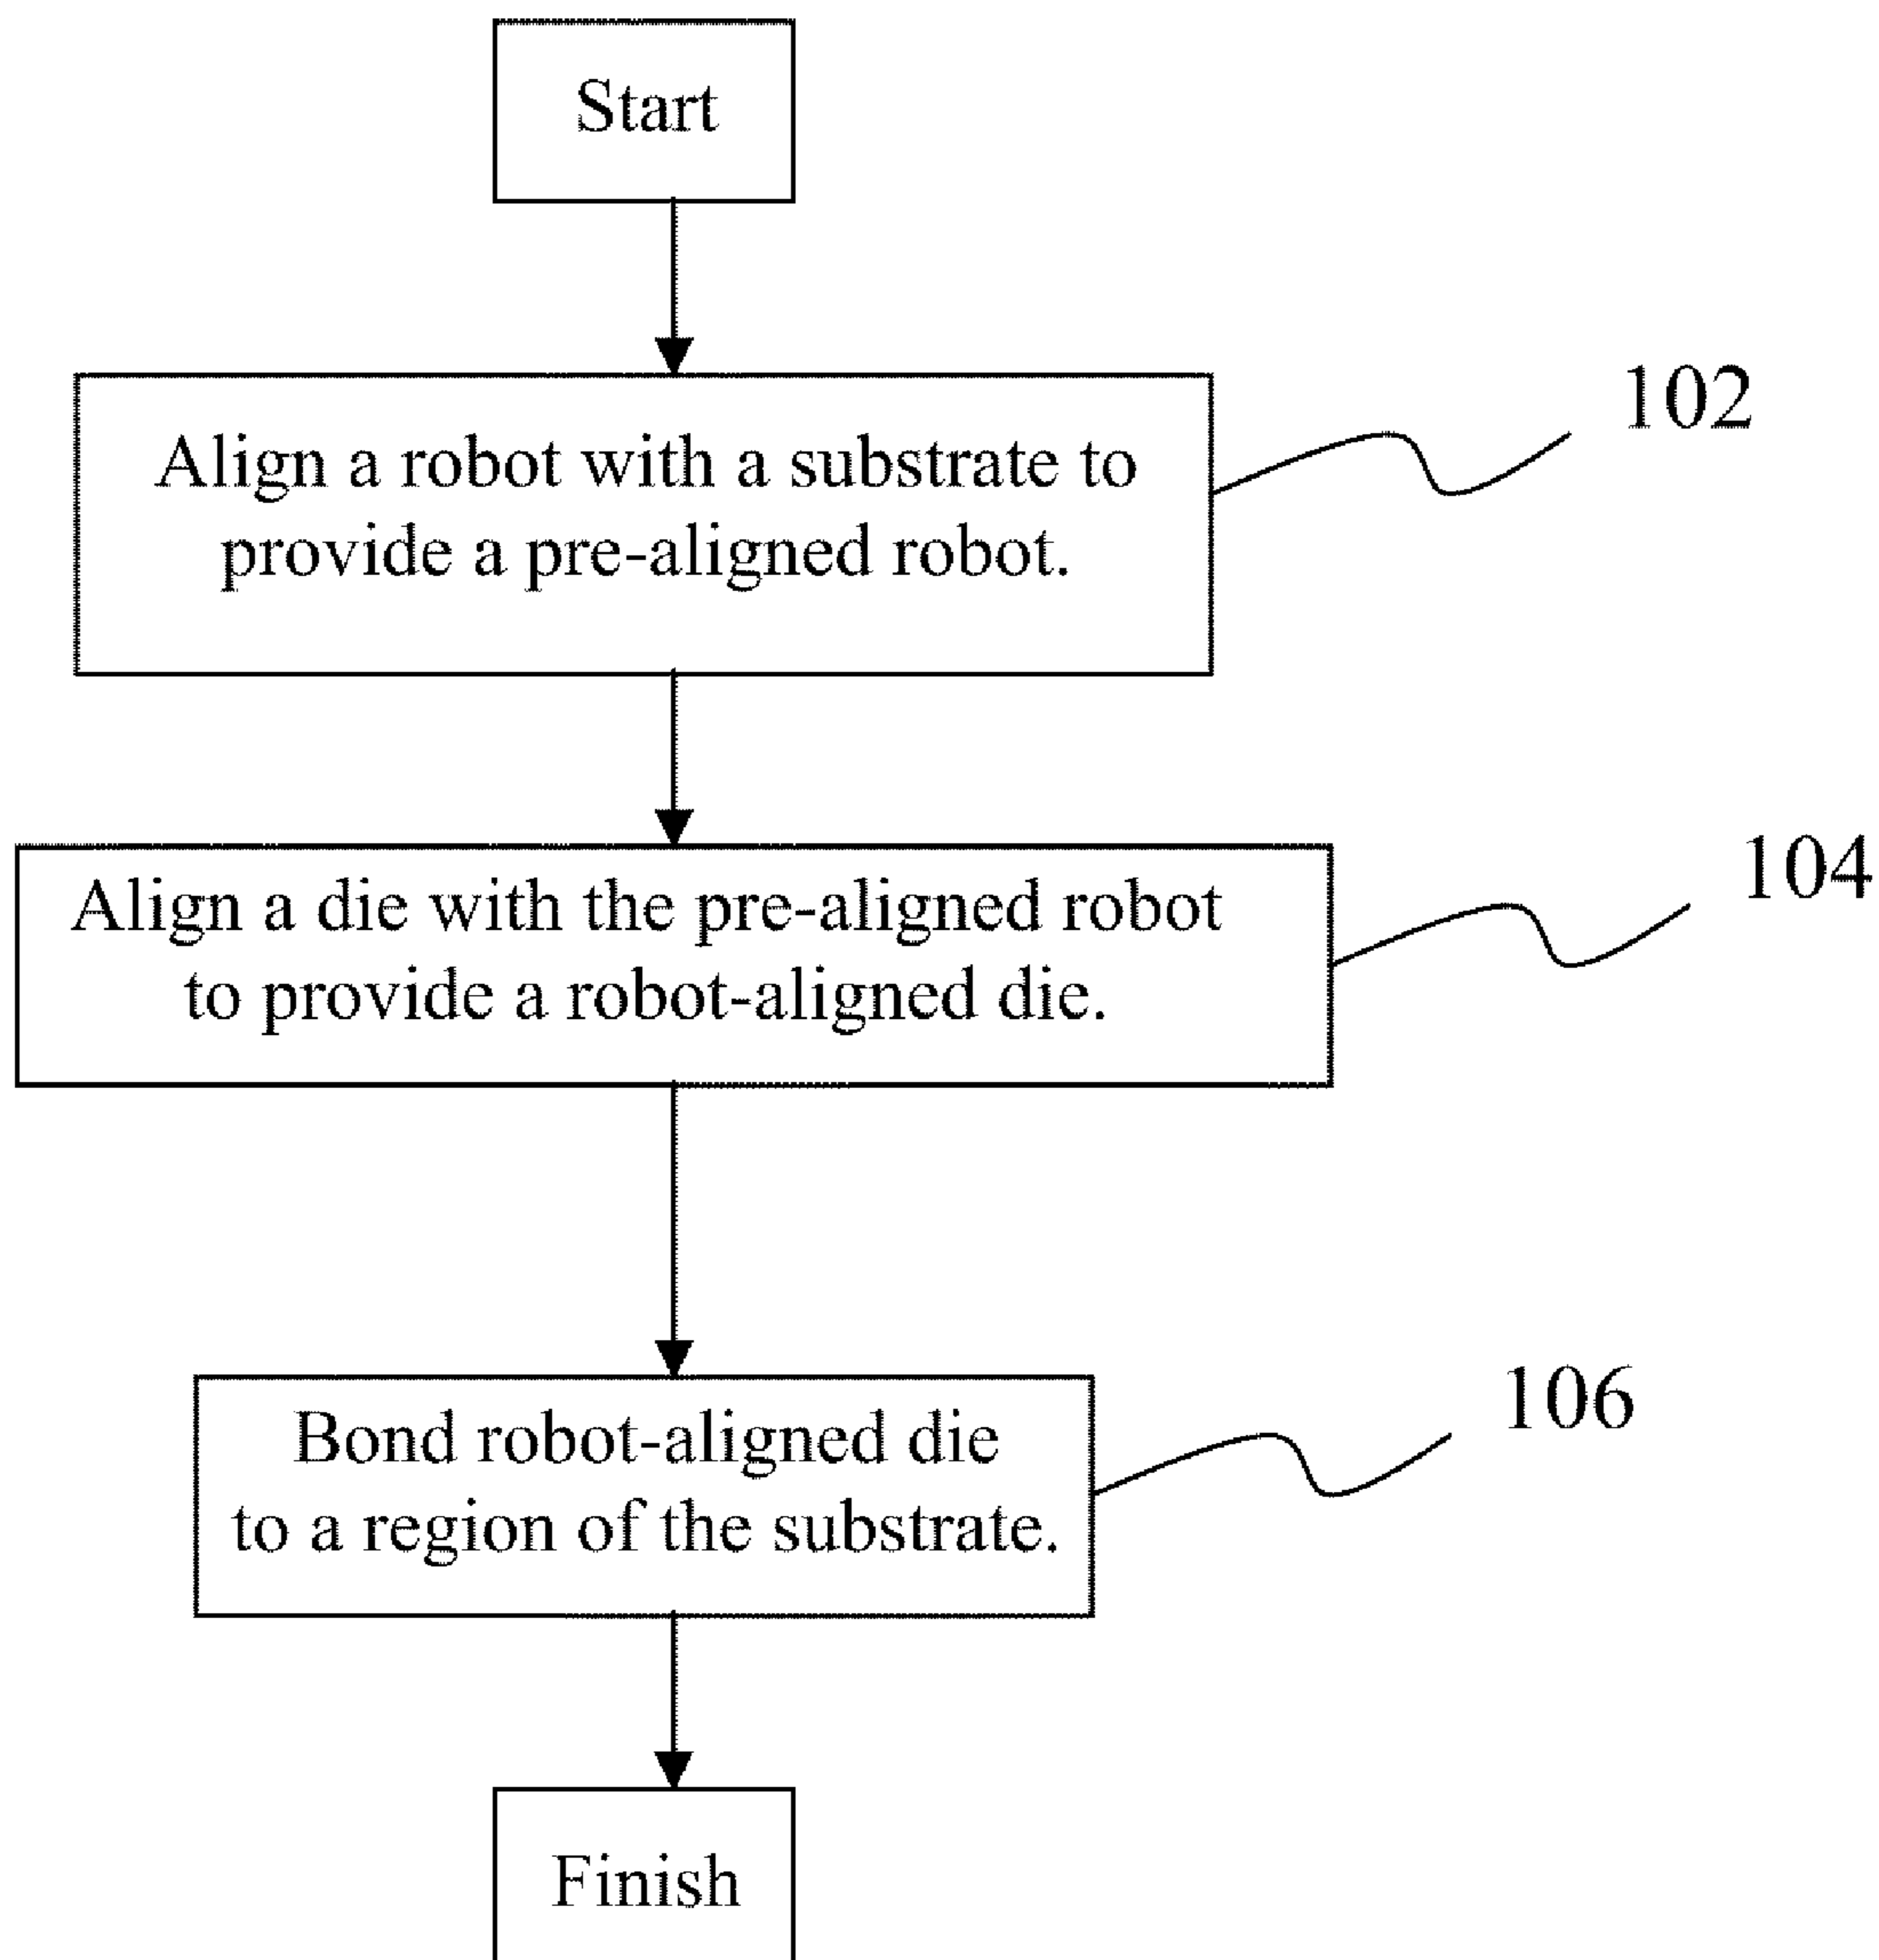 Start
102
Align a robot with a substrate to
provide a pre-aligned robot.
104
Align a die with the pre-aligned robot
to provide a robot-aligned die.
106
Bond robot-aligned die
to a region of the substrate.
Finish